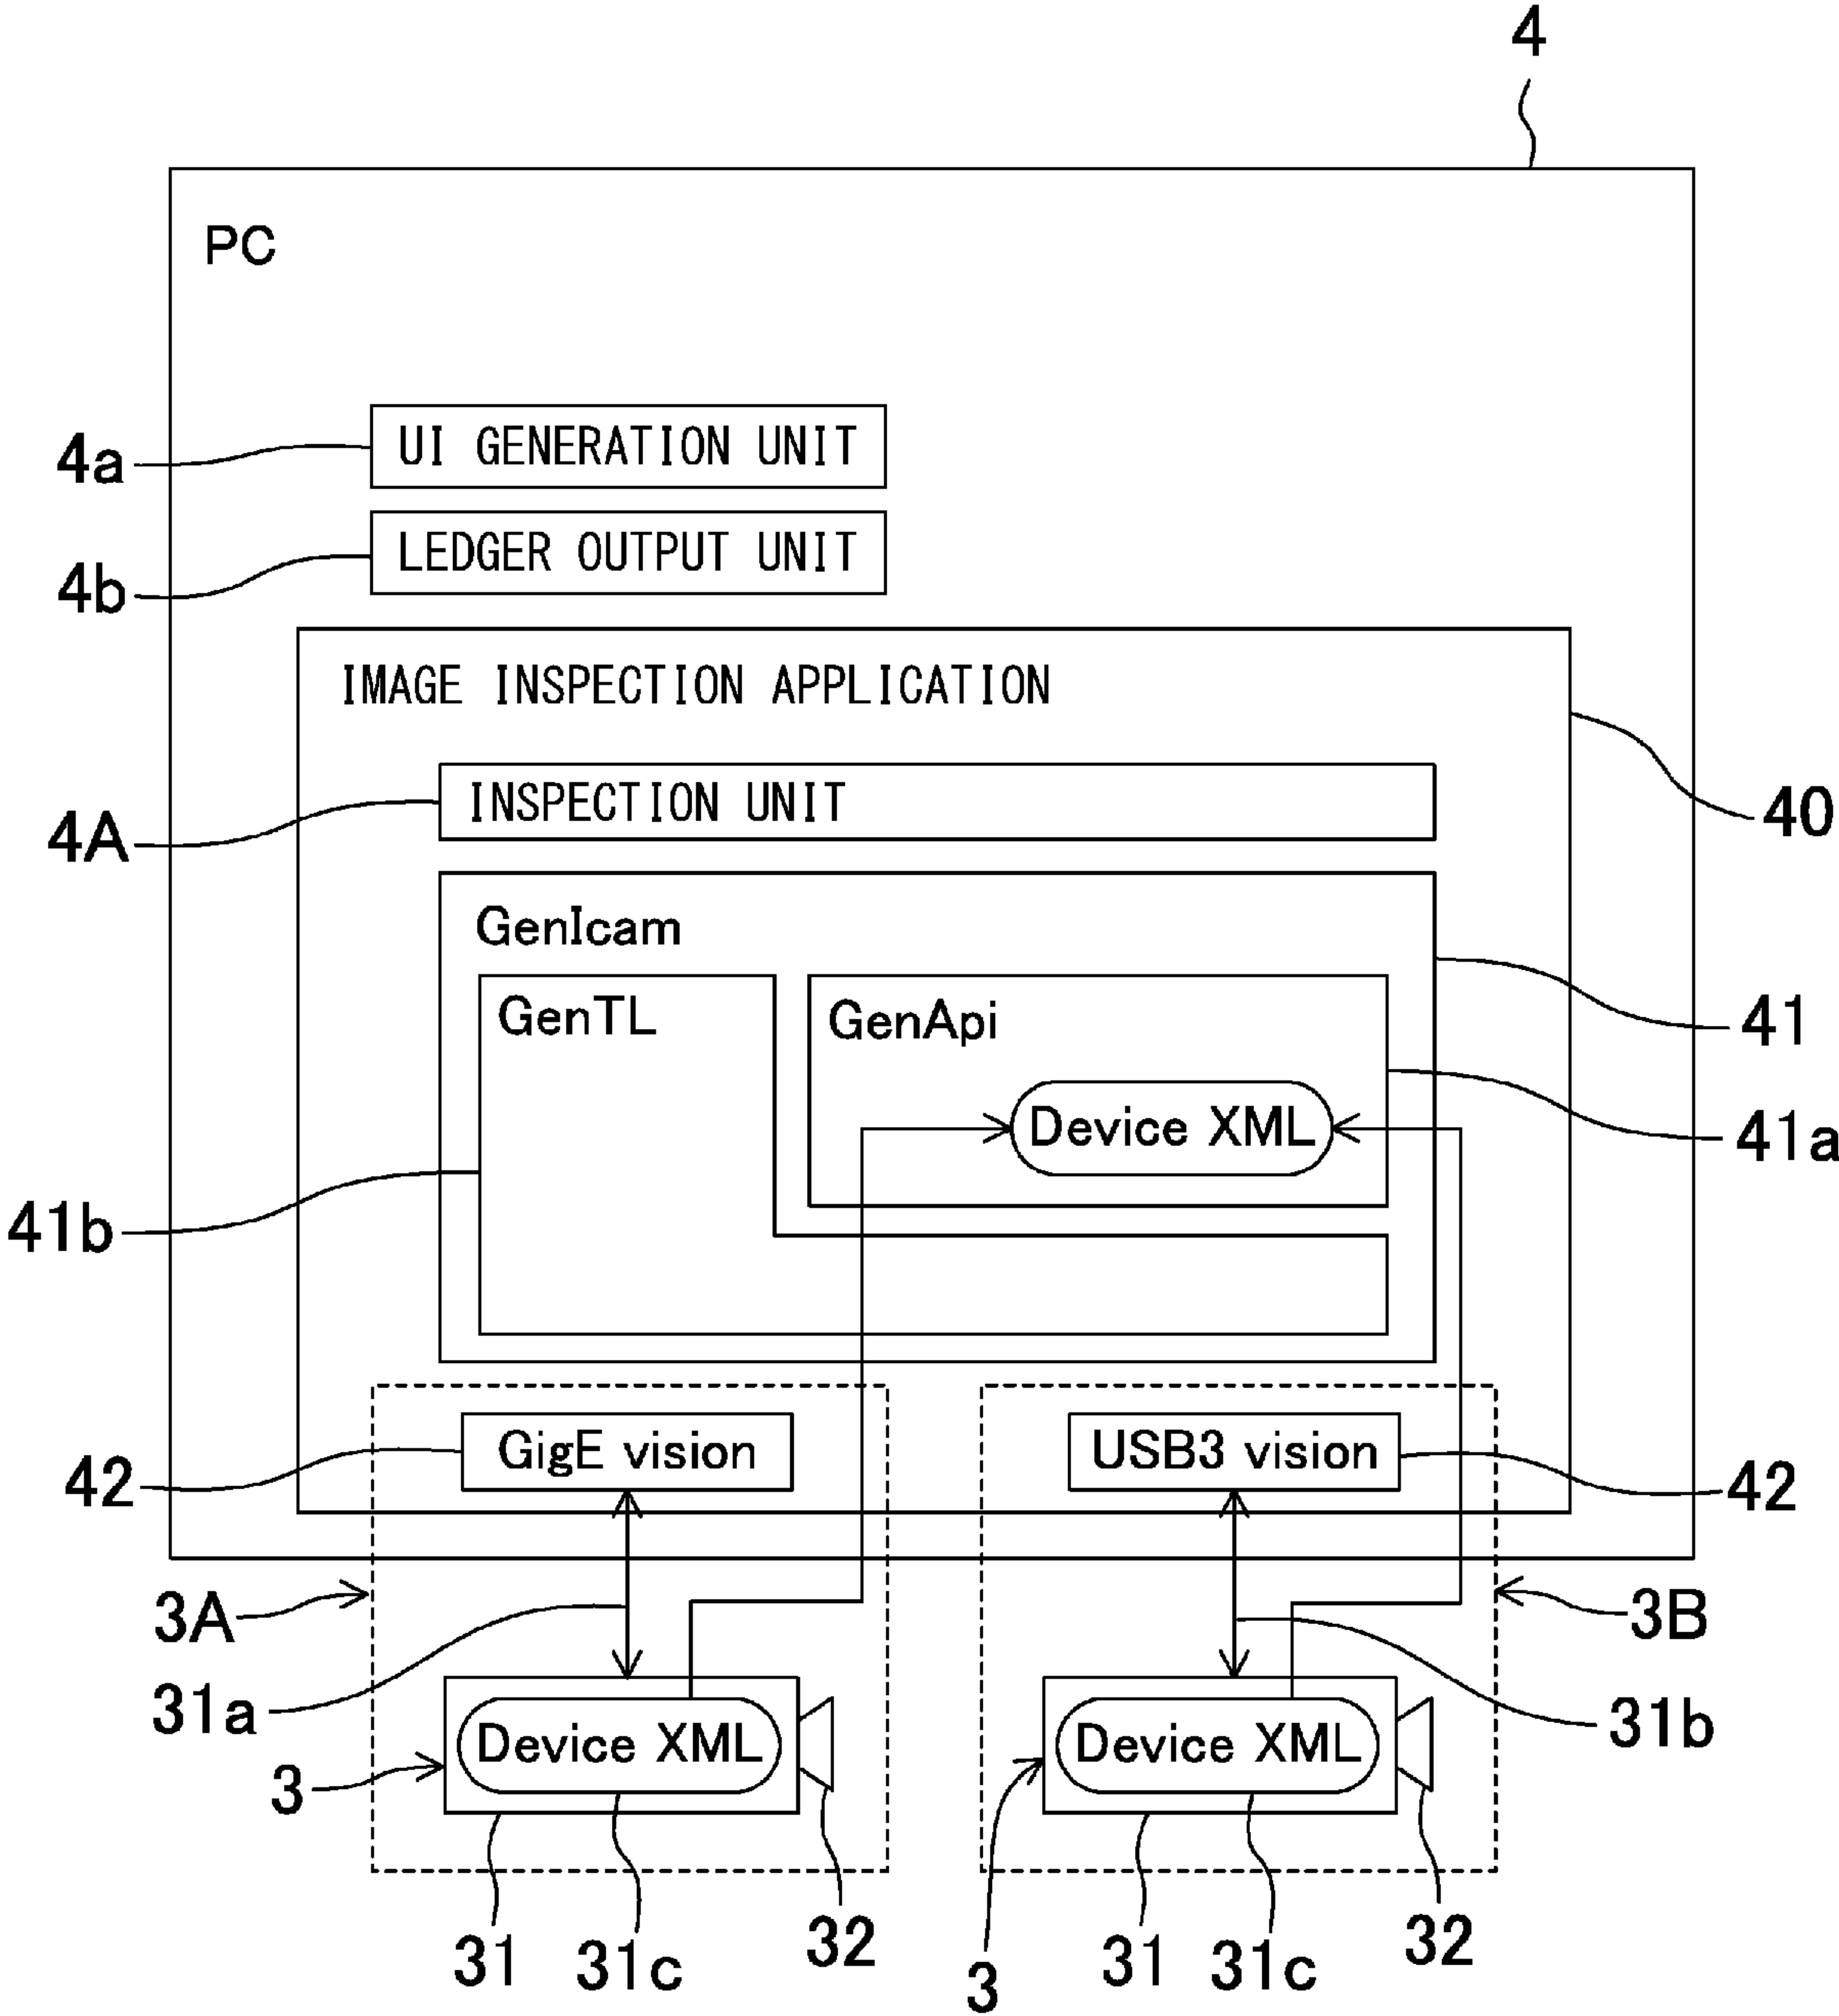 4
PC
4a
UI GENERATION UNIT
4b
LEDGER OUTPUT UNIT
IMAGE INSPECTION APPLICATION
40
4A
INSPECTION UNIT
GenIcam
41
GenTL
GenApi
Device XML
41a
41b
42
GigE vision
USB3 vision
42
3A
3B
31a
31b
3
Device XML
Device XML
31
31c
32
3
31
31c
32